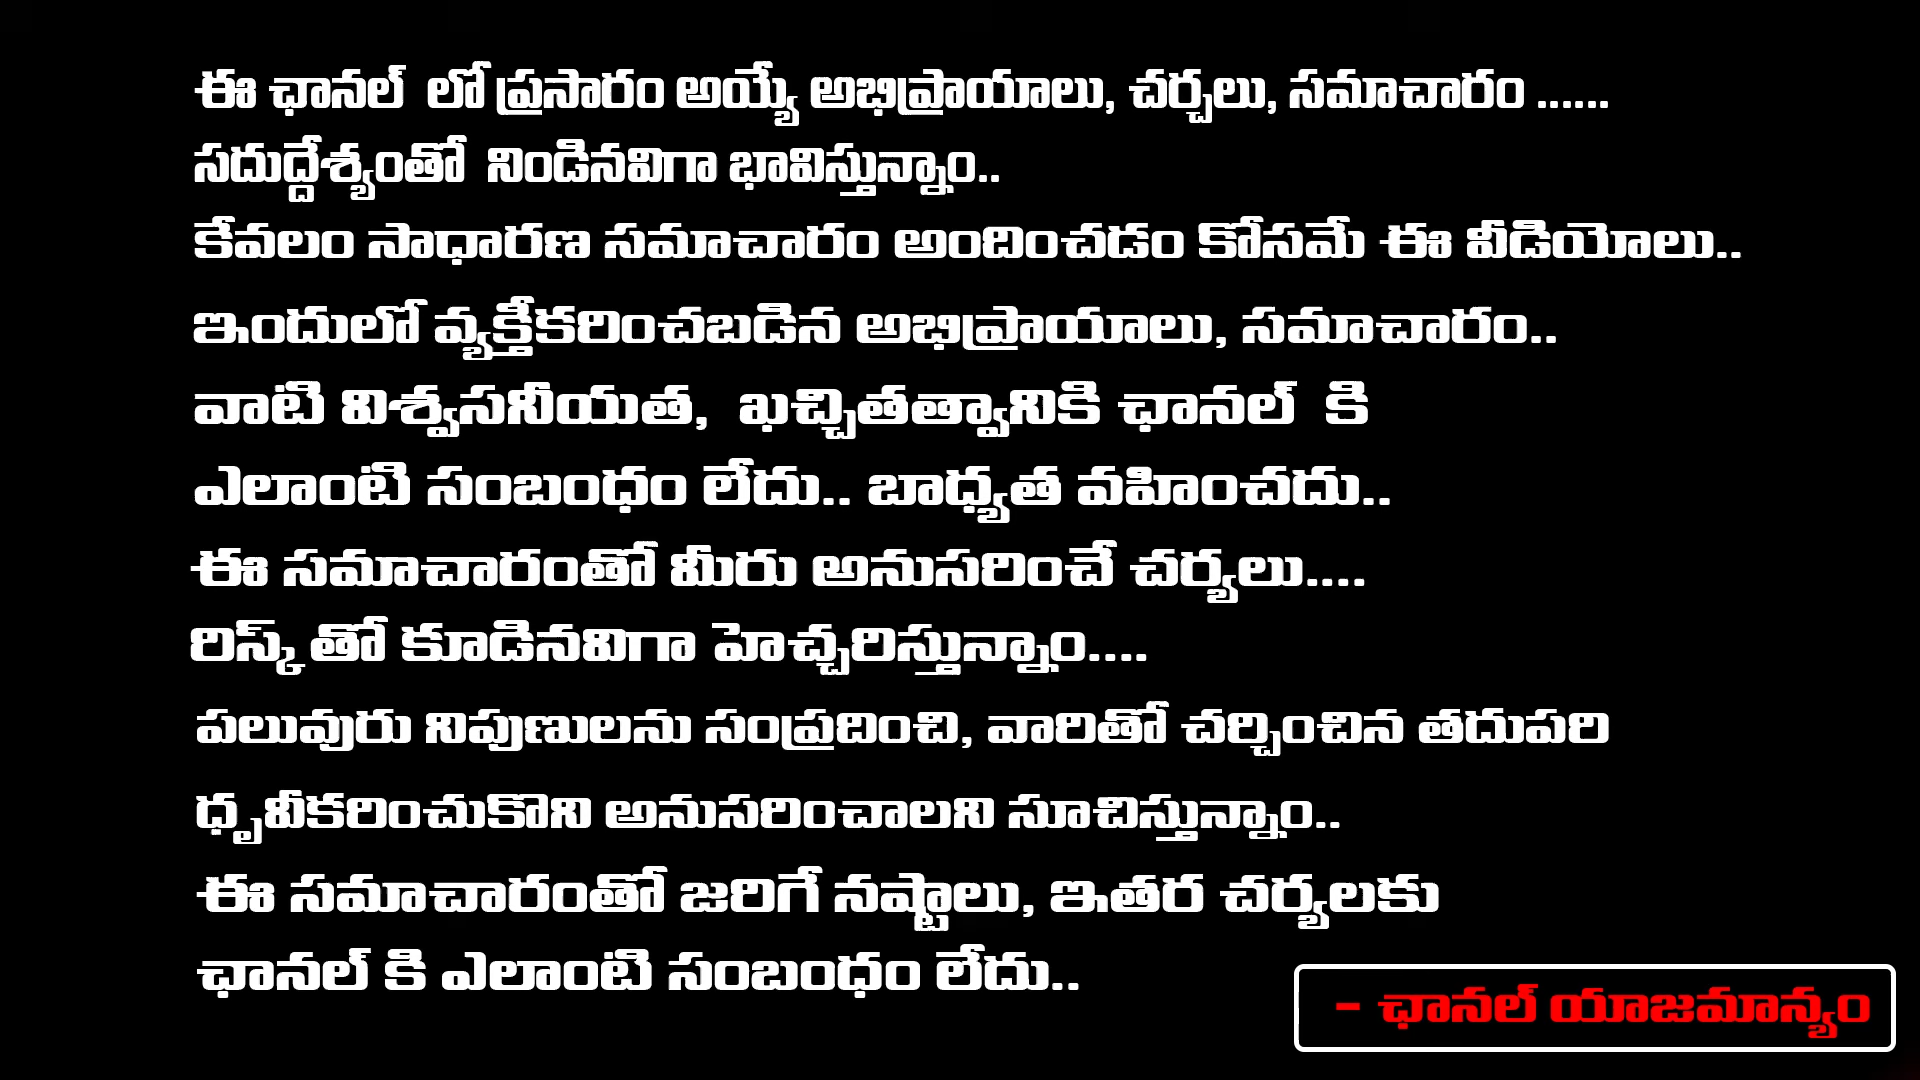 ఈ ఛానల్ లో ప్రసారం అయ్యే అభిప్రాయాలు, చర్చలు, సమాచారం ......
సదుద్దేశ్యంతో నిండినవిగా భావిస్తున్నాం..
కేవలం సాధారణ సమాచారం అందించడం కోసమే ఈ వీడియోలు..
ఇందులో వ్యక్తీకరించబడిన అభిప్రాయాలు, సమాచారం..
వాటి విశ్వసనీయత, ఖచ్చితత్వానికి ఛానల్ కి
ఎలాంటి సంబంధం లేదు.. బాధ్యత వహించదు..
ఈ సమాచారంతో మీరు అనుసరించే చర్యలు....
రిస్క్ తో కూడినవిగా హెచ్చరిస్తున్నాం....
పలువురు నిపుణులను సంప్రదించి, వారితో చర్చించిన తదుపరి
ధృవీకరించుకొని అనుసరించాలని సూచిస్తున్నాం..
ఈ సమాచారంతో జరిగే నష్టాలు, ఇతర చర్యలకు
ఛానల్ కి ఎలాంటి సంబంధం లేదు..
- ఛానల్ యాజమాన్యం